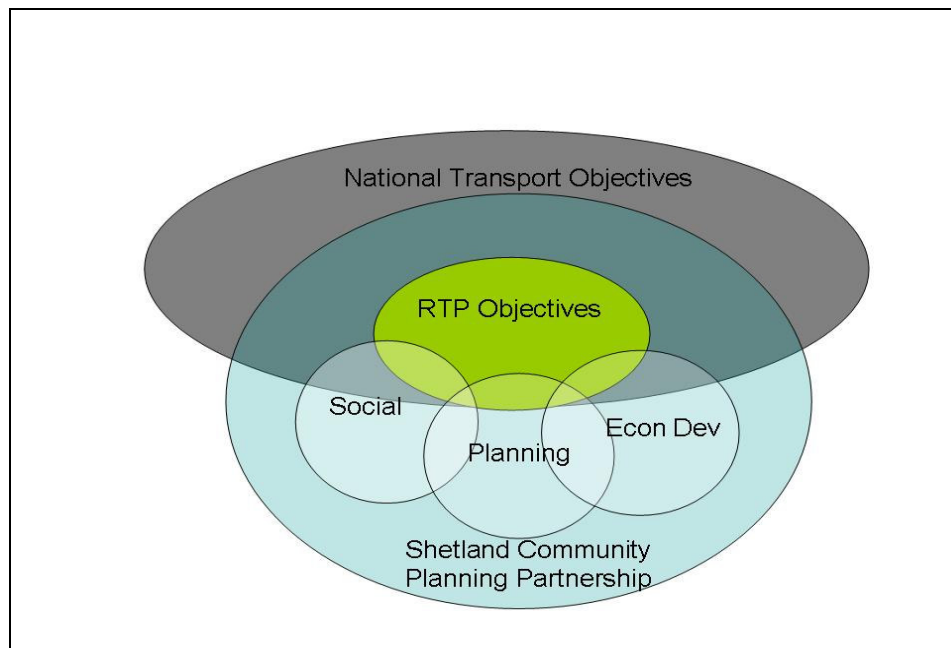 National Transport Objectives
RTP Objectives
Social
Planning
Econ Dev
Shetland Community
Planning Partnership